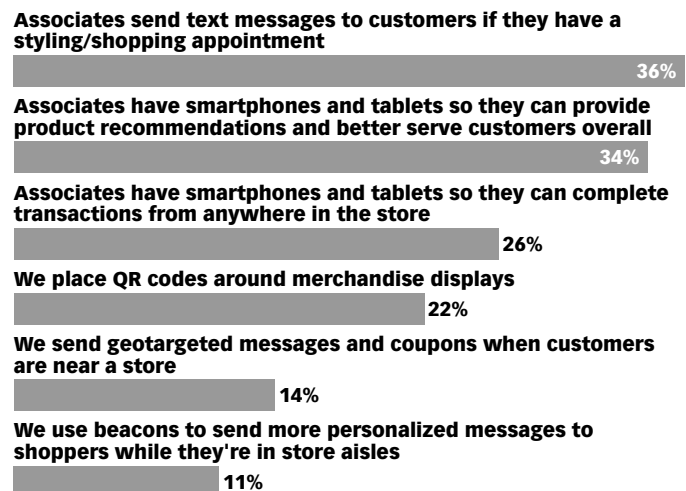 Associates send text messages to customers if they have a
styling/shopping appointment
36%
Associates have smartphones and tablets so they can provide
product recommendations and better serve customers overall
34%
Associates have smartphones and tablets so they can complete
transactions from anywhere in the store
26%
We place QR codes around merchandise displays
22%
We send geotargeted messages and coupons when customers
are near a store
14%
We use beacons to send more personalized messages to
shoppers while they're in store aisles
11%